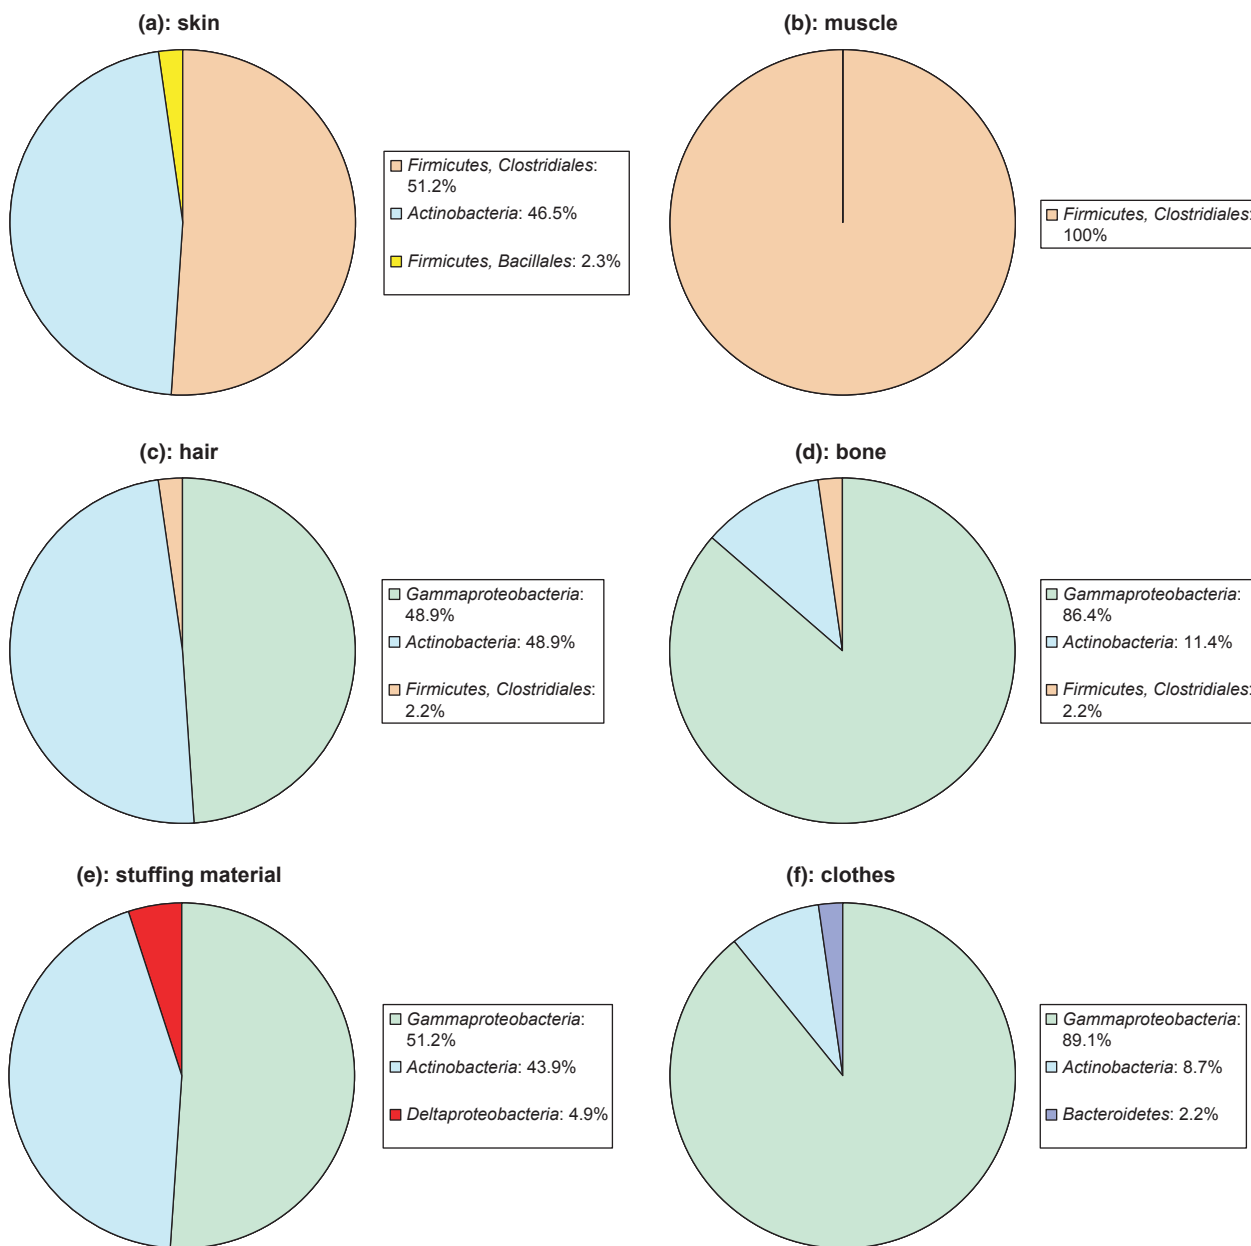 (a): skin
Firmicutes, Clostridiales:
51.2%
Actinobacteria: 46.5%
Firmicutes, Bacillales: 2.3%
(b): muscle
Firmicutes, Clostridiales:
100%
(c): hair
Gammaproteobacteria:
48.9%
Actinobacteria: 48.9%
Firmicutes, Clostridiales:
2.2%
(d): bone
Gammaproteobacteria:
86.4%
Actinobacteria: 11.4%
Firmicutes, Clostridiales:
2.2%
(e): stuffing material
Gammaproteobacteria:
51.2%
Actinobacteria: 43.9%
Deltaproteobacteria: 4.9%
(f): clothes
Gammaproteobacteria:
89.1%
Actinobacteria: 8.7%
Bacteroidetes: 2.2%